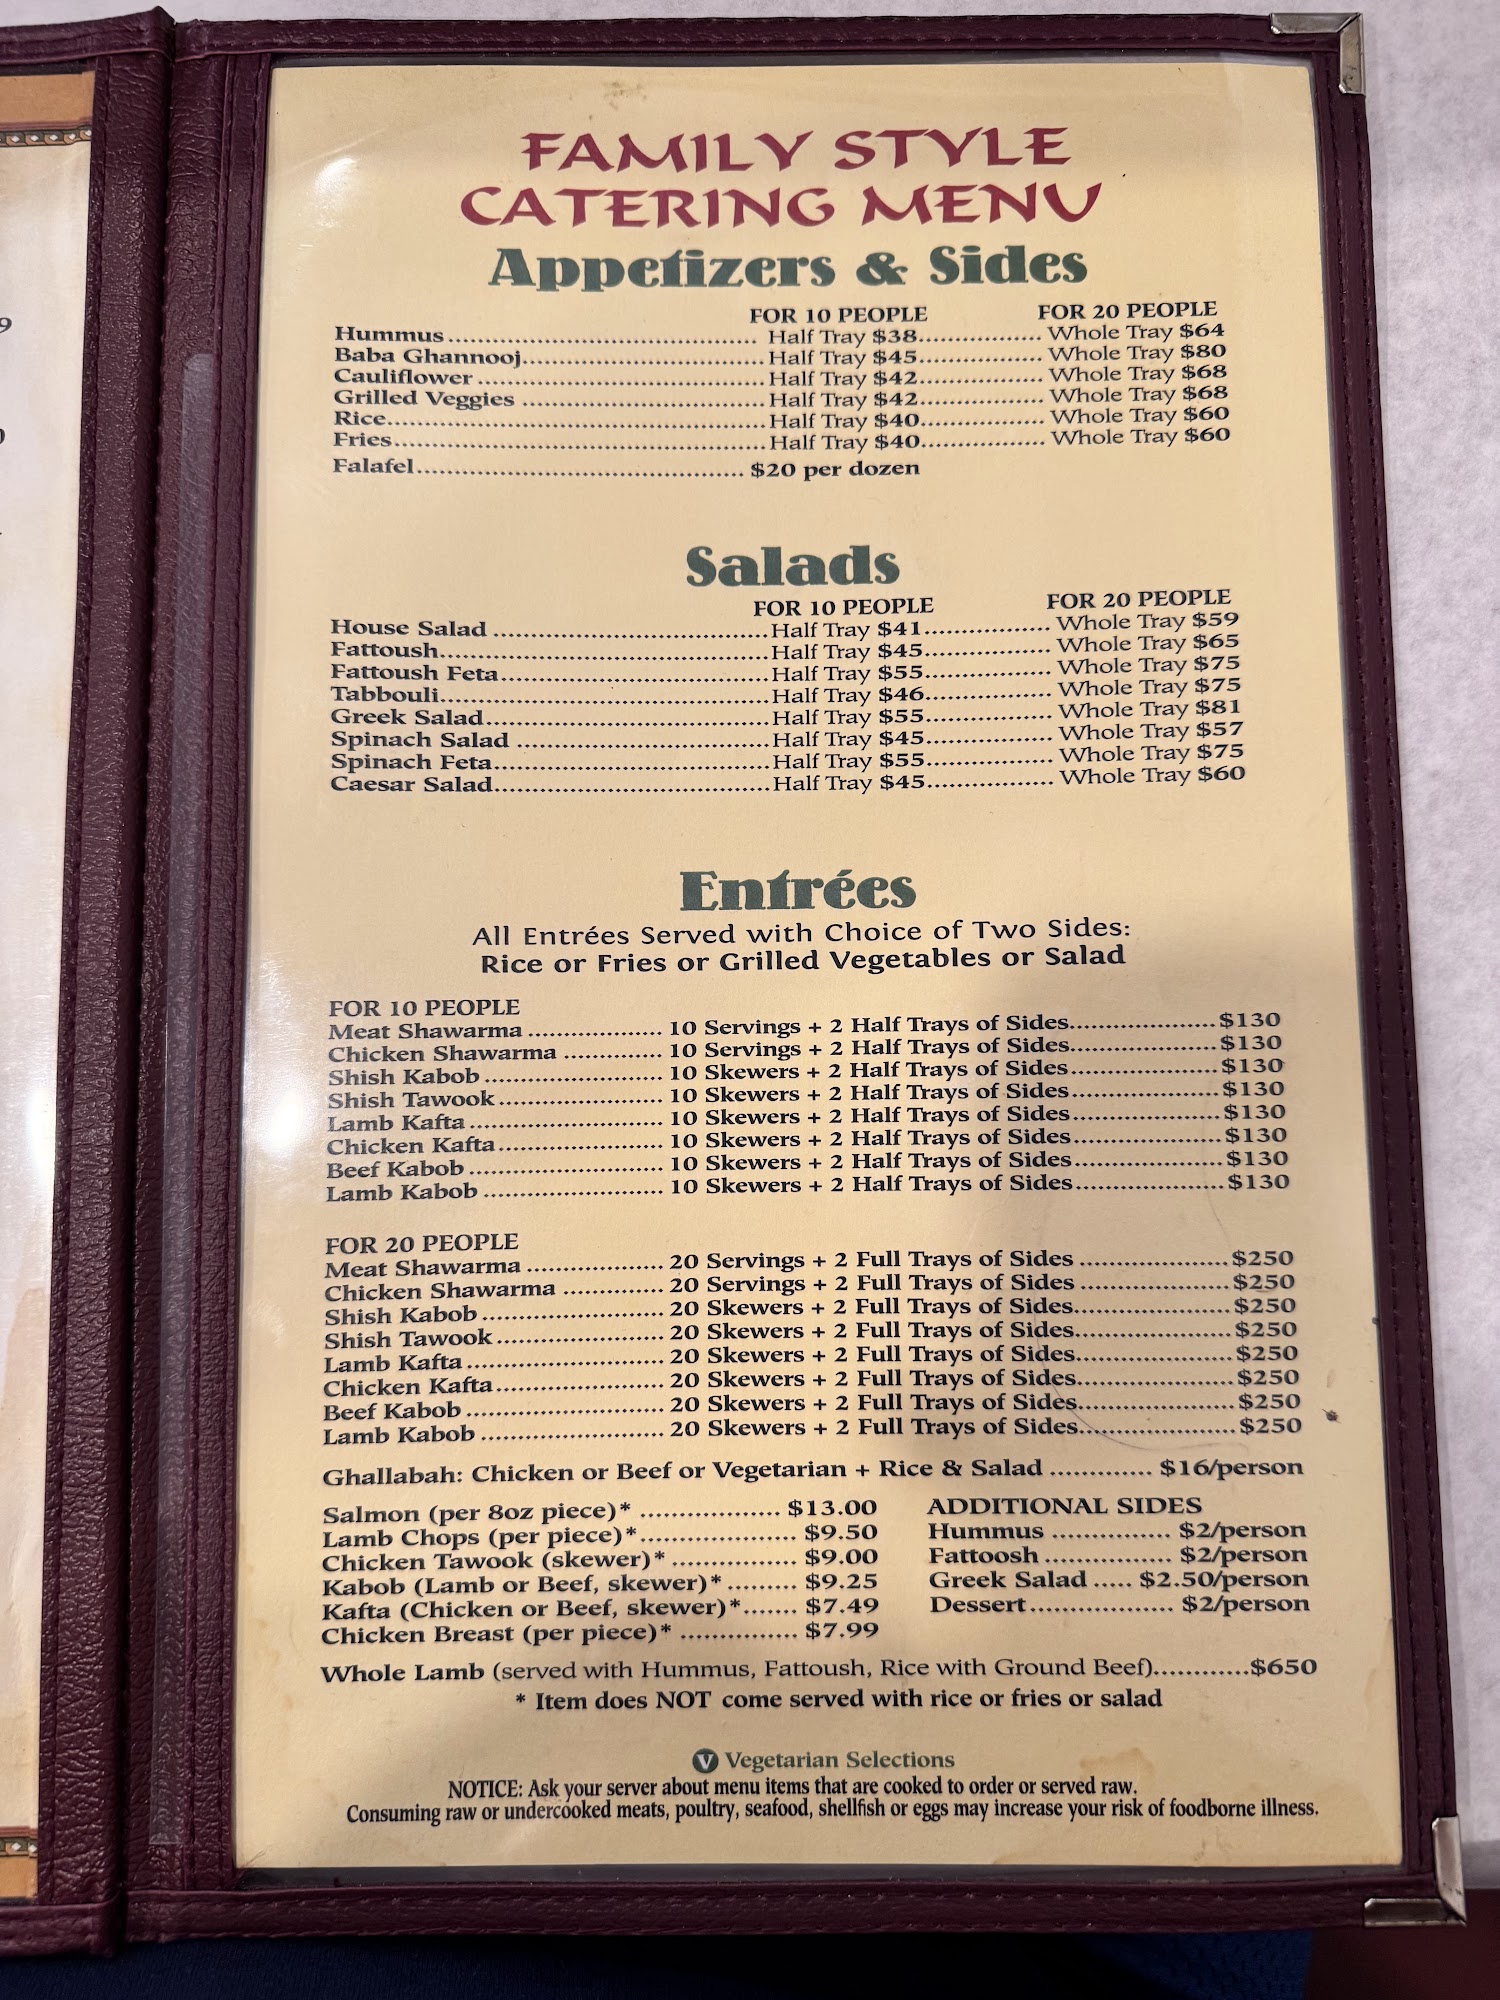 FAMILY STYLE
CATERING MENU
Appetizers & Sides
FOR 10 PEOPLE FOR 20 PEOPLE
Hummus.......... Half Tray $38.......... Whole Tray $64
Baba Ghannooj.......... Half Tray $45.......... Whole Tray $80
Cauliflower .......... Half Tray $42.......... Whole Tray $68
Grilled Veggies .......... Half Tray $42.......... Whole Tray $68
Rice.......... Half Tray $40.......... Whole Tray $60
Fries.......... Half Tray $40.......... Whole Tray $60
Falafel.......... $20 per dozen
Salads
FOR 10 PEOPLE FOR 20 PEOPLE
House Salad .......... Half Tray $41.......... Whole Tray $59
Fattoush.......... Half Tray $45.......... Whole Tray $65
Fattoush Feta.......... Half Tray $55.......... Whole Tray $75
Tabbouli.......... Half Tray $46.......... Whole Tray $75
Greek Salad.......... Half Tray $55.......... Whole Tray $81
Spinach Salad .......... Half Tray $45.......... Whole Tray $57
Spinach Feta.......... Half Tray $55.......... Whole Tray $75
Caesar Salad.......... Half Tray $45.......... Whole Tray $60
Entrées
All Entrées Served with Choice of Two Sides:
Rice or Fries or Grilled Vegetables or Salad
FOR 10 PEOPLE
Meat Shawarma .......... 10 Servings + 2 Half Trays of Sides.......... $130
Chicken Shawarma .......... 10 Servings + 2 Half Trays of Sides.......... $130
Shish Kabob .......... 10 Skewers + 2 Half Trays of Sides.......... $130
Shish Tawook .......... 10 Skewers + 2 Half Trays of Sides.......... $130
Lamb Kafta .......... 10 Skewers + 2 Half Trays of Sides.......... $130
Chicken Kafta.......... 10 Skewers + 2 Half Trays of Sides.......... $130
Beef Kabob .......... 10 Skewers + 2 Half Trays of Sides.......... $130
Lamb Kabob .......... 10 Skewers + 2 Half Trays of Sides.......... $130
FOR 20 PEOPLE
Meat Shawarma .......... 20 Servings + 2 Full Trays of Sides .......... $250
Chicken Shawarma .......... 20 Servings + 2 Full Trays of Sides .......... $250
Shish Kabob .......... 20 Skewers + 2 Full Trays of Sides.......... $250
Shish Tawook .......... 20 Skewers + 2 Full Trays of Sides.......... $250
Lamb Kafta .......... 20 Skewers + 2 Full Trays of Sides.......... $250
Chicken Kafta.......... 20 Skewers + 2 Full Trays of Sides.......... $250
Beef Kabob .......... 20 Skewers + 2 Full Trays of Sides.......... $250
Lamb Kabob .......... 20 Skewers + 2 Full Trays of Sides.......... $250
Ghallabah: Chicken or Beef or Vegetarian + Rice & Salad ............. $16/person
Salmon (per 8oz piece)* .......... $13.00
Lamb Chops (per piece)*.......... $9.50
Chicken Tawook (skewer)* .......... $9.00
Kabob (Lamb or Beef, skewer)* ......... $9.25
Kafta (Chicken or Beef, skewer)*....... $7.49
Chicken Breast (per piece)* .......... $7.99
ADDITIONAL SIDES
Hummus .......... $2/person
Fattoosh .......... $2/person
Greek Salad ..... $2.50/person
Dessert.......... $2/person
Whole Lamb (served with Hummus, Fattoush, Rice with Ground Beef)............$650
* Item does NOT come served with rice or fries or salad
V Vegetarian Selections
NOTICE: Ask your server about menu items that are cooked to order or served raw.
Consuming raw or undercooked meats, poultry, seafood, shellfish or eggs may increase your risk of foodborne illness.